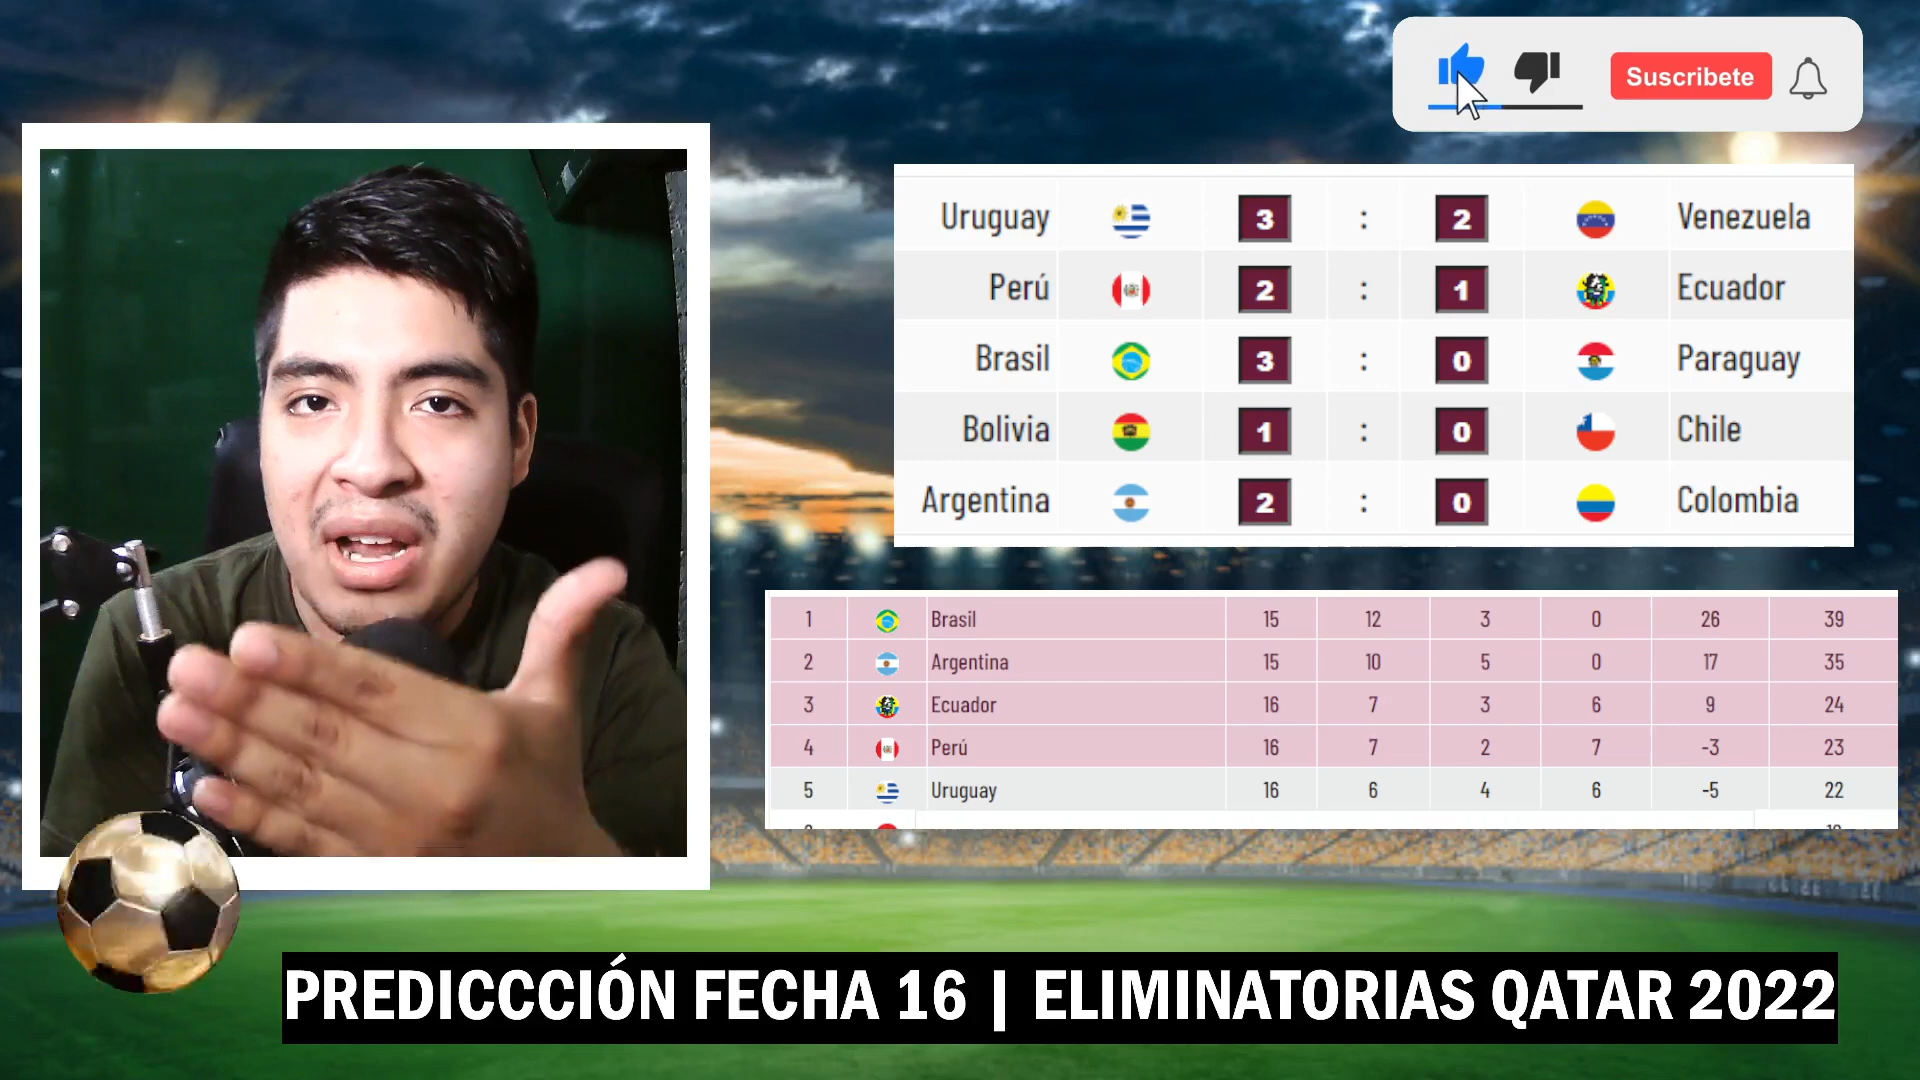 Suscribete
Uruguay 3 : 2 Venezuela
Perú 2 : 1 Ecuador
Brasil 3 : 0 Paraguay
Bolivia 1 : 0 Chile
Argentina 2 : 0 Colombia
1 Brasil 15 12 3 0 26 39
2 Argentina 15 10 5 0 17 35
3 Ecuador 16 7 3 6 9 24
4 Perú 16 7 2 7 -3 23
5 Uruguay 16 6 4 6 -5 22
PREDICCCIÓN FECHA 16 | ELIMINATORIAS QATAR 2022